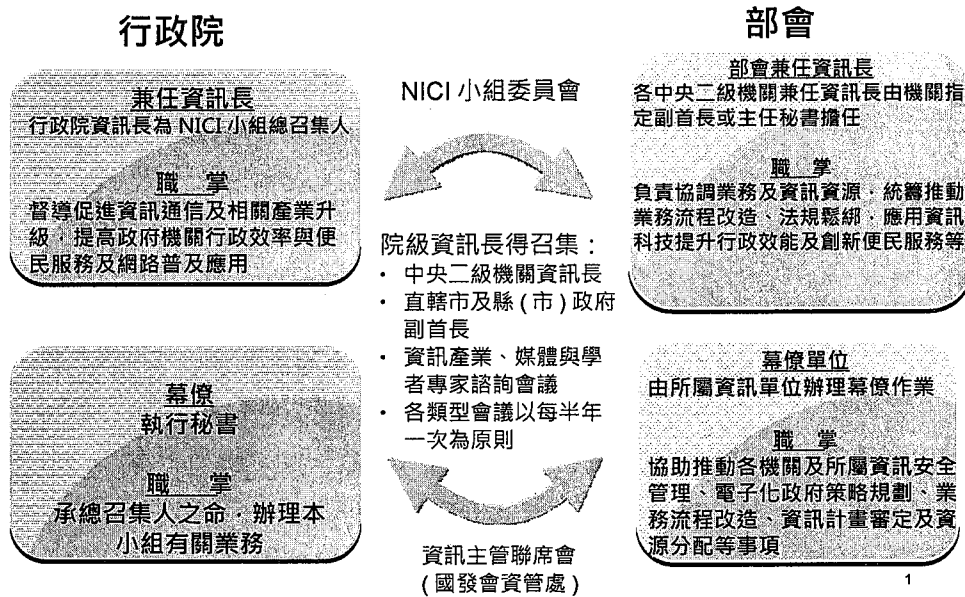 行政院
兼任資訊長
行政院資訊長為 NICI 小組總召集人
職 掌
督導促進資訊通信及相關產業升
級，提高政府機關行政效率與便
民服務及網路普及應用
幕僚
執行秘書
職 掌
承總召集人之命，辦理本
小組有關業務
NICI 小組委員會
院級資訊長得召集：
· 中央二級機關資訊長
· 直轄市及縣 ( 市 ) 政府
副首長
· 資訊產業、媒體與學
者專家諮詢會議
· 各類型會議以每半年
一次為原則
資訊主管聯席會
( 國發會資管處 )
部會
部會兼任資訊長
各中央二級機關兼任資訊長由機關指
定副首長或主任秘書擔任
職 掌
負責協調業務及資訊資源，統籌推動
業務流程改造、法規鬆綁，應用資訊
科技提升行政效能及創新便民服務等
幕僚單位
由所屬資訊單位辦理幕僚作業
職 掌
協助推動各機關及所屬資訊安全
管理、電子化政府策略規劃、業
務流程改造、資訊計畫審定及資
源分配等事項
1